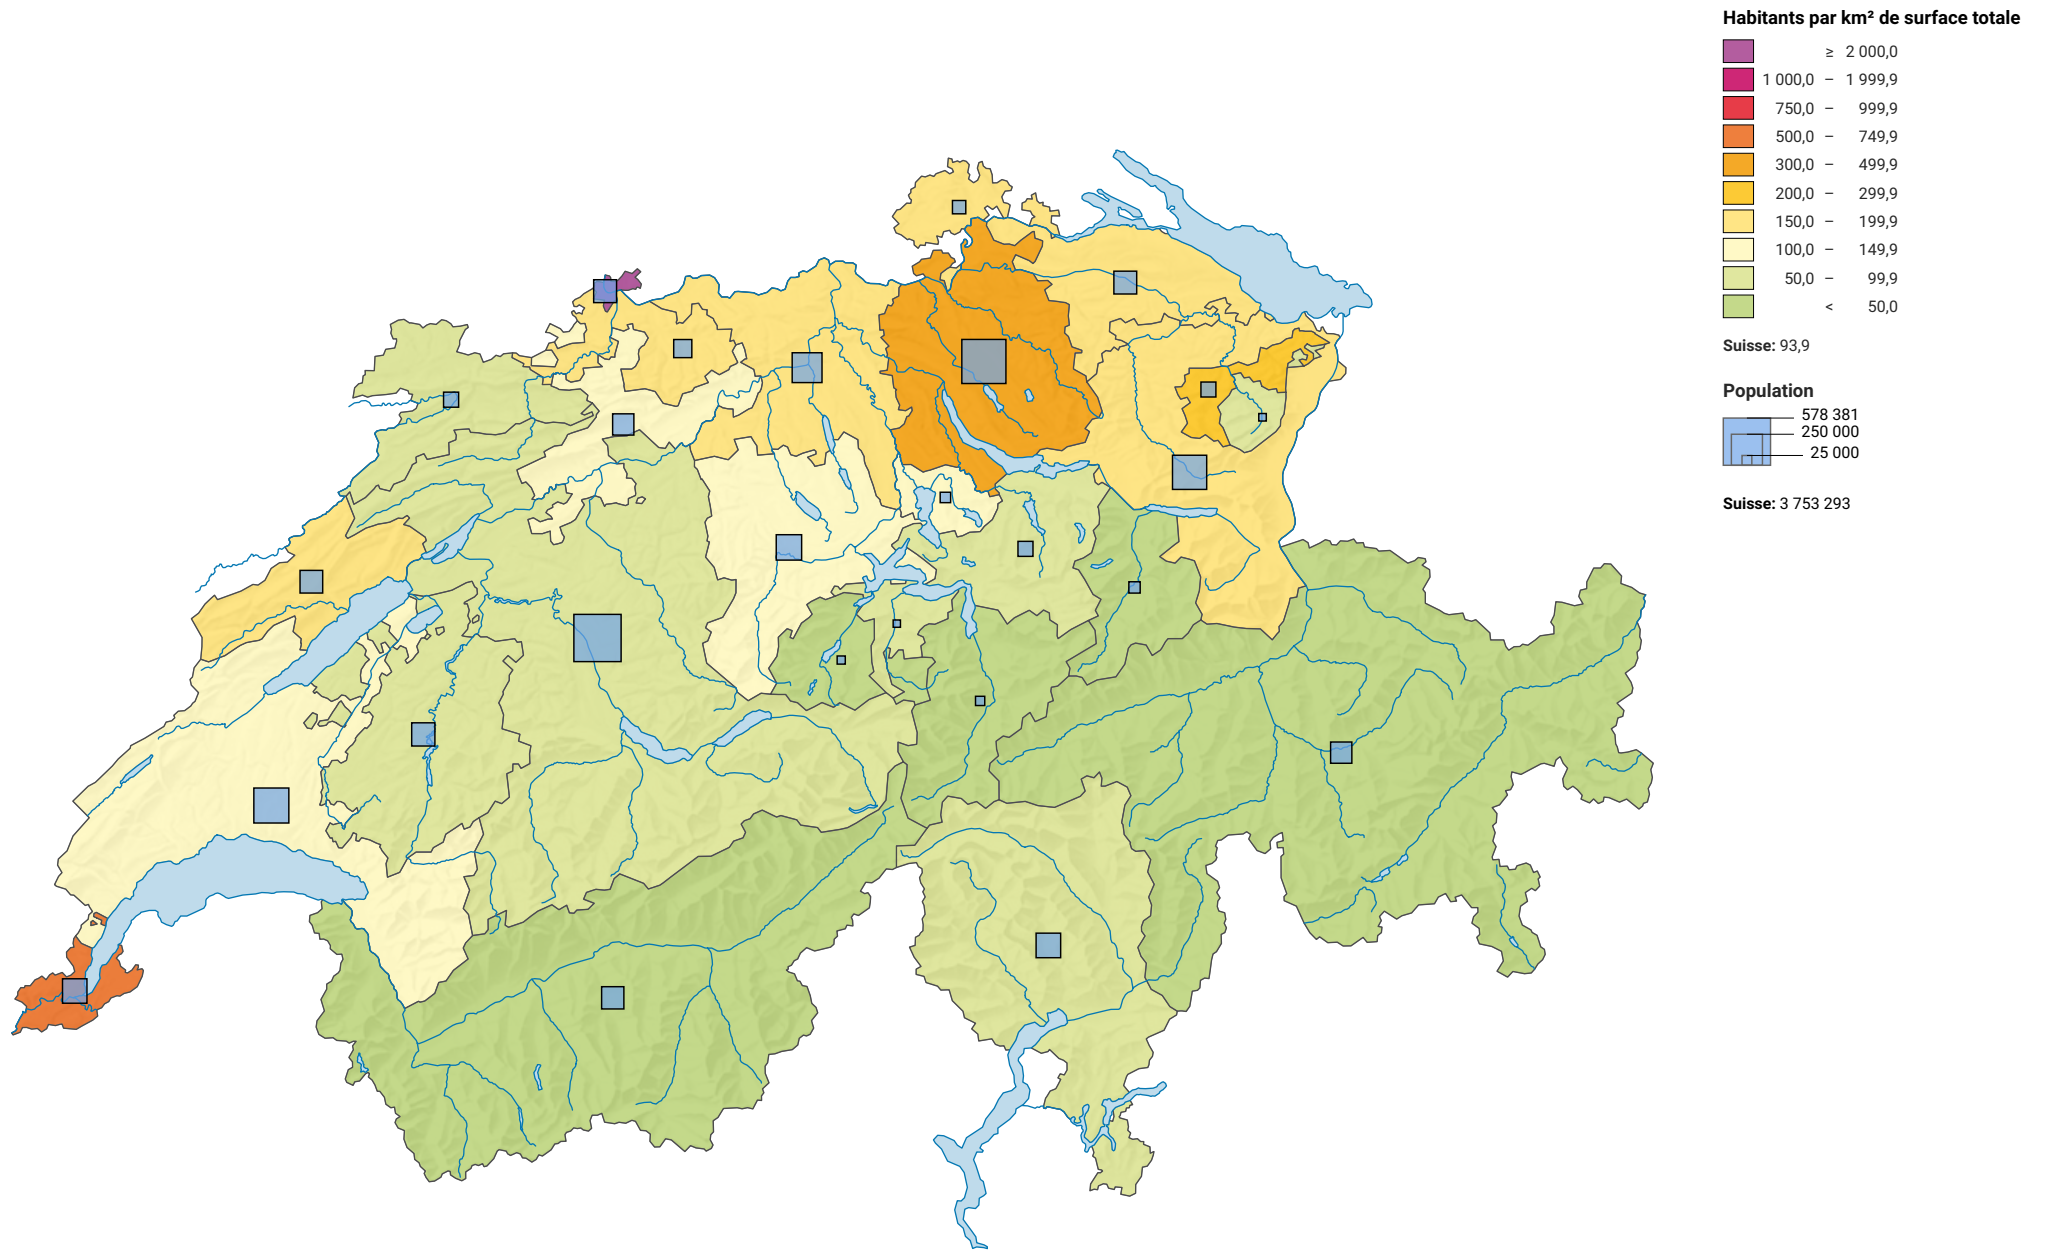 Habitants par km² de surface totale
≥ 2 000,0
1 000,0 – 1 999,9
750,0 – 999,9
500,0 – 749,9
300,0 – 499,9
200,0 – 299,9
150,0 – 199,9
100,0 – 149,9
50,0 – 99,9
< 50,0
Suisse: 93,9
Population
578 381
250 000
25 000
Suisse: 3 753 293